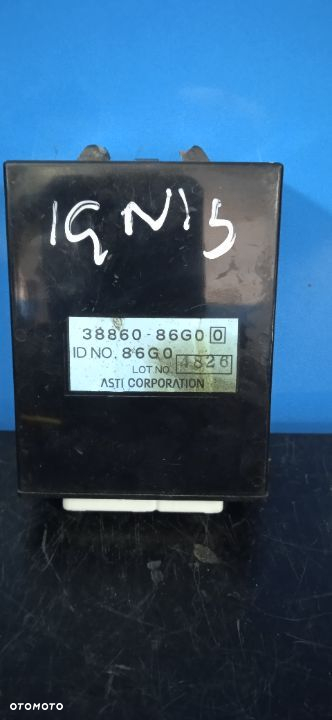 IGNIS
38860-86G0 0
ID NO. 86G0
LOT NO. 4826
ASTI CORPORATION
OTOMOTO